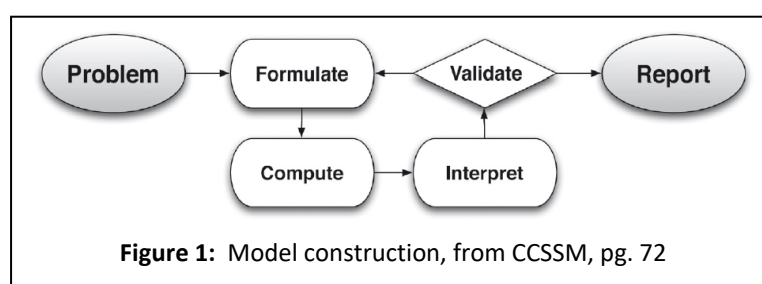 Problem
Formulate
Validate
Report
Compute
Interpret
Figure 1: Model construction, from CCSSM, pg. 72